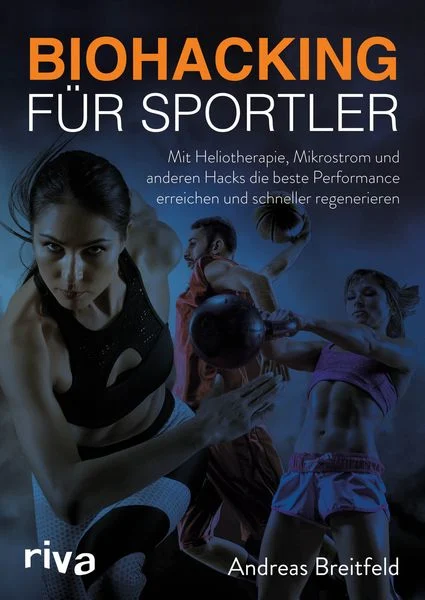 BIOHACKING
FÜR SPORTLER
Mit Heliotherapie, Mikrostrom und
anderen Hacks die beste Performance
erreichen und schneller regenerieren
riva
Andreas Breitfeld